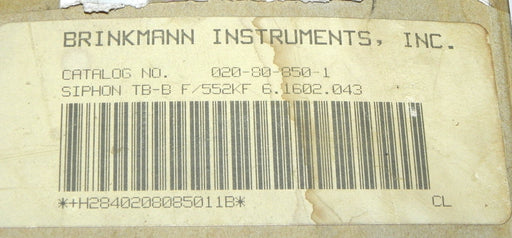 BRINKMANN INSTRUMENTS, INC.
CATALOG NO. 020-80-850-1
SIPHON TB-B F/552KF 6.1602.043
*+H2840208085011B* CL